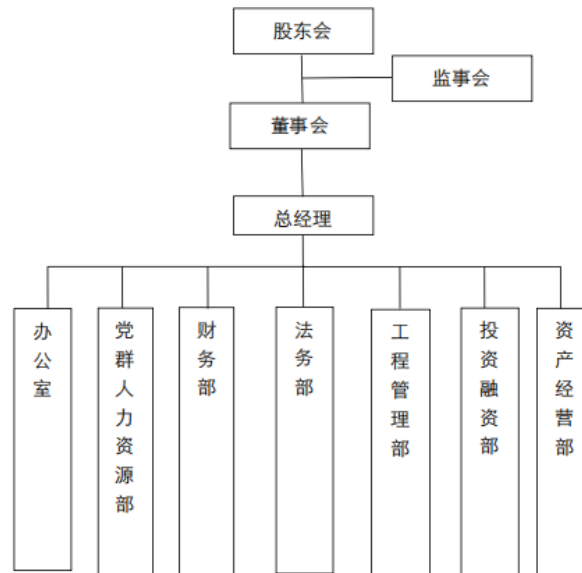 股东会
监事会
董事会
总经理
办公室
党群人力资源部
财务部
法务部
工程管理部
投资融资部
资产经营部